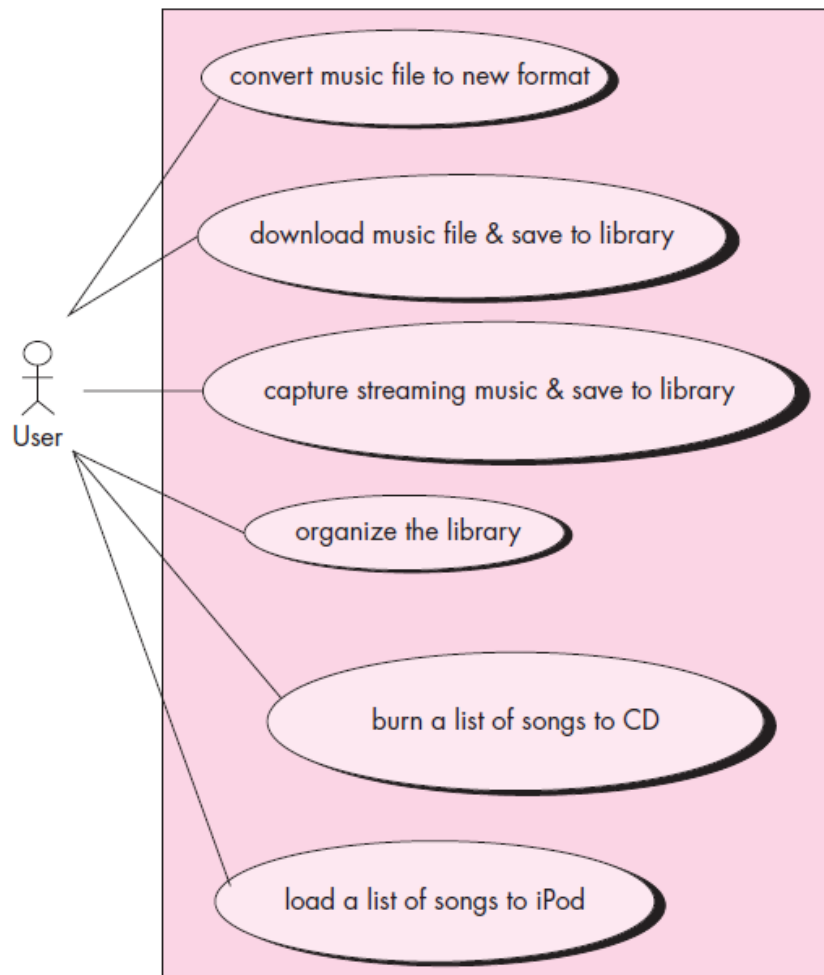 convert music file to new format
download music file & save to library
capture streaming music & save to library
User
organize the library
burn a list of songs to CD
load a list of songs to iPod